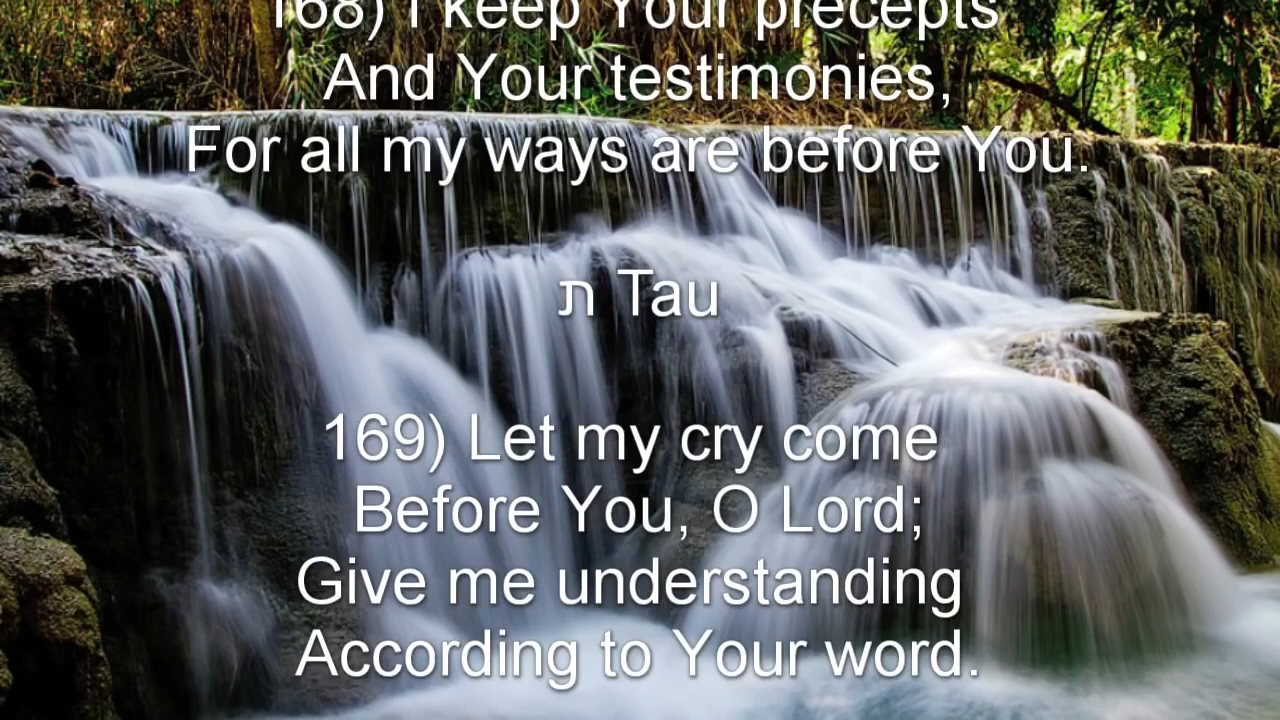 168) I keep Your precepts
And Your testimonies,
For all my ways are before You.
ת Tau
169) Let my cry come
Before You, O Lord;
Give me understanding
According to Your word.